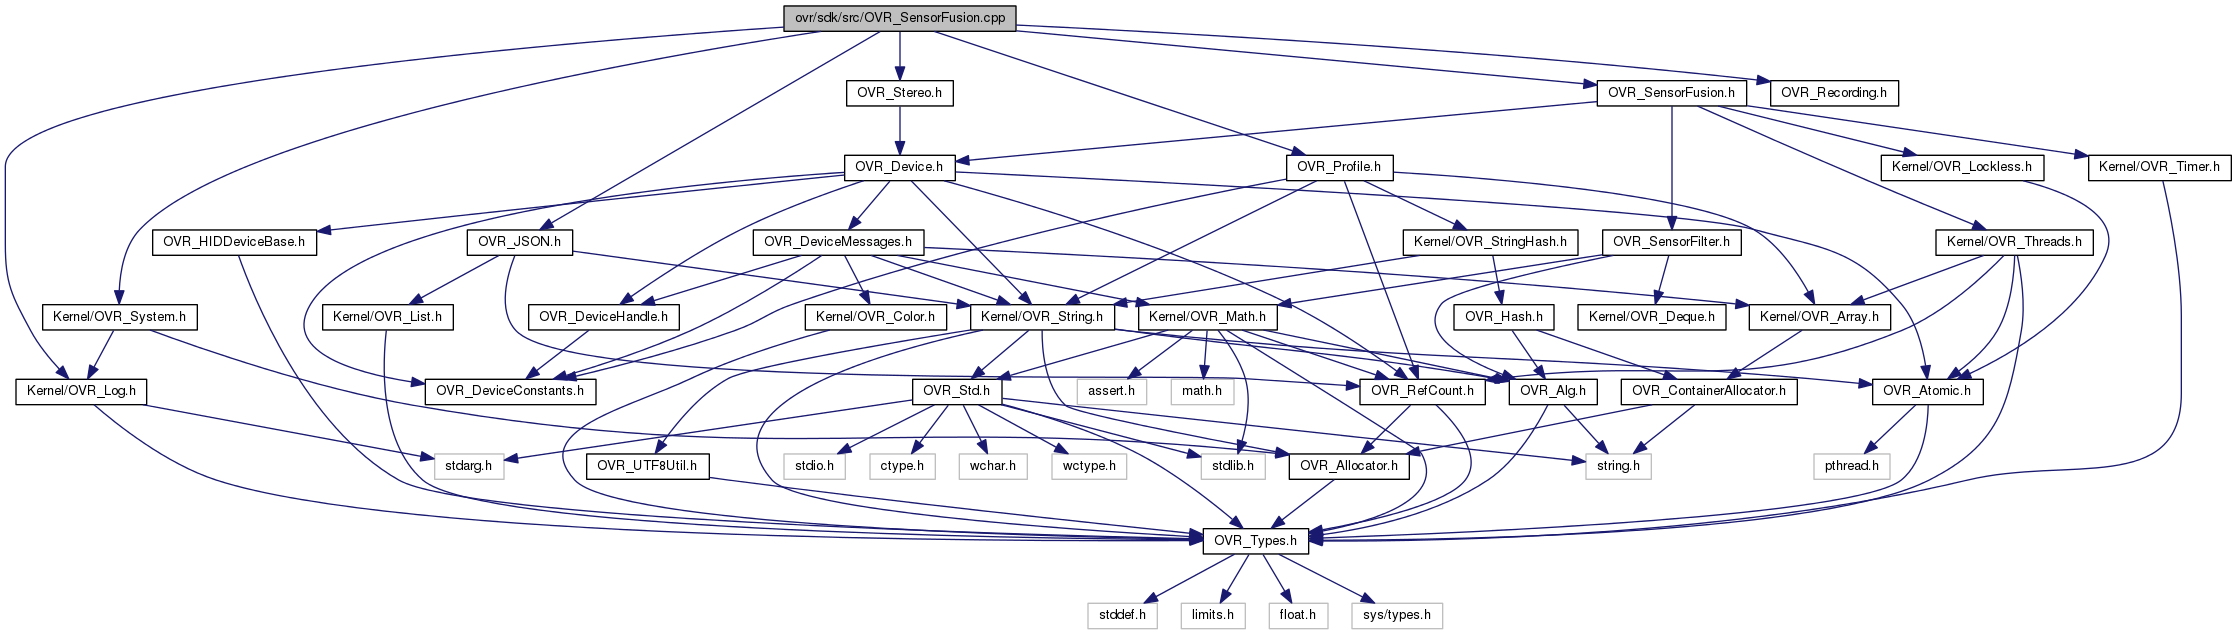 ovr/sdk/src/OVR_SensorFusion.cpp
OVR_Stereo.h
OVR_SensorFusion.h
OVR_Recording.h
OVR_Device.h
OVR_Profile.h
Kernel/OVR_Lockless.h
Kernel/OVR_Timer.h
OVR_HIDDeviceBase.h
OVR_JSON.h
OVR_DeviceMessages.h
Kernel/OVR_StringHash.h
OVR_SensorFilter.h
Kernel/OVR_Threads.h
Kernel/OVR_System.h
Kernel/OVR_List.h
OVR_DeviceHandle.h
Kernel/OVR_Color.h
Kernel/OVR_String.h
Kernel/OVR_Math.h
OVR_Hash.h
Kernel/OVR_Deque.h
Kernel/OVR_Array.h
Kernel/OVR_Log.h
OVR_DeviceConstants.h
OVR_Std.h
assert.h
math.h
OVR_RefCount.h
OVR_Alg.h
OVR_ContainerAllocator.h
OVR_Atomic.h
stdarg.h
OVR_UTF8Util.h
stdio.h
ctype.h
wchar.h
wctype.h
stdlib.h
OVR_Allocator.h
string.h
pthread.h
OVR_Types.h
stddef.h
limits.h
float.h
sys/types.h